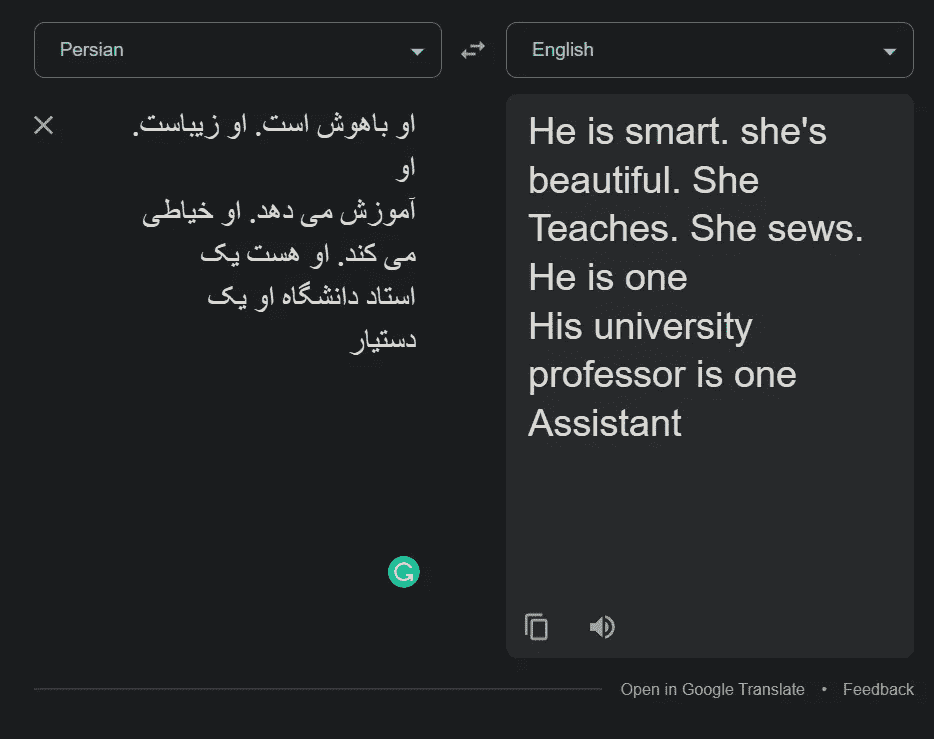 Persian
English
او باهوش است. او زیباست.
او
آموزش می دهد. او خیاطی
می کند. او هست یک
استاد دانشگاه او یک
دستیار
He is smart. she's
beautiful. She
Teaches. She sews.
He is one
His university
professor is one
Assistant
Open in Google Translate • Feedback